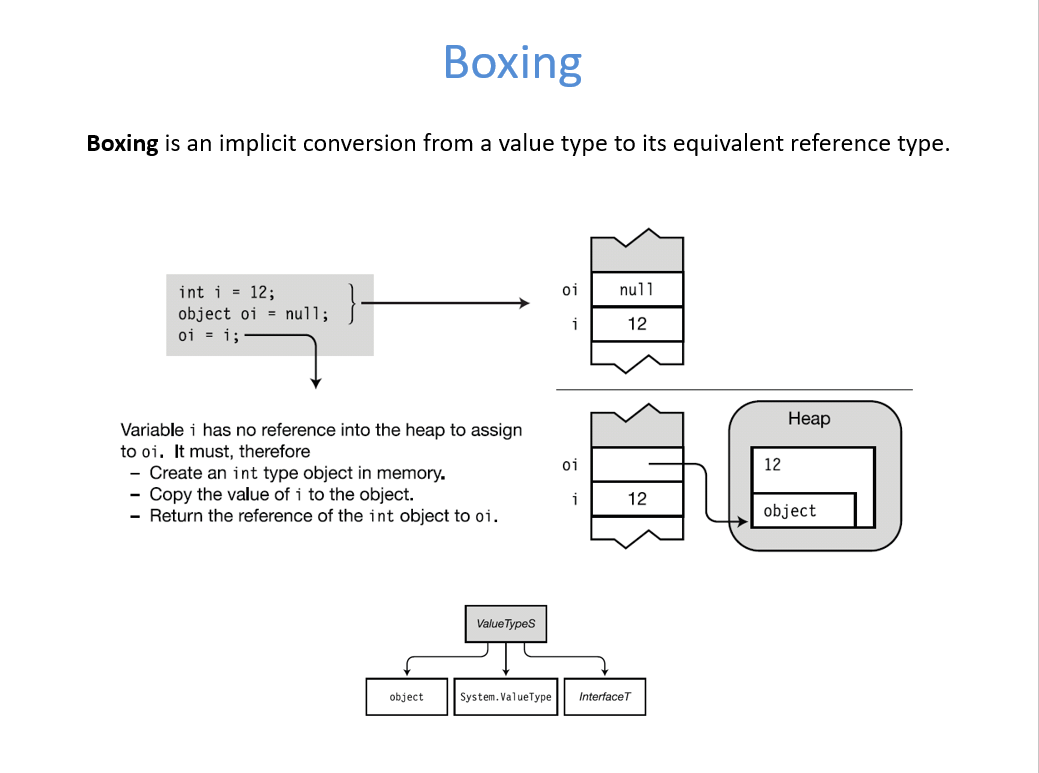 Boxing
Boxing is an implicit conversion from a value type to its equivalent reference type.
int i = 12;
object oi = null;
oi = i;
oi null
i 12
Variable i has no reference into the heap to assign
to oi. It must, therefore
– Create an int type object in memory.
– Copy the value of i to the object.
– Return the reference of the int object to oi.
Heap
oi
12
i 12
object
ValueTypeS
object System.ValueType InterfaceT